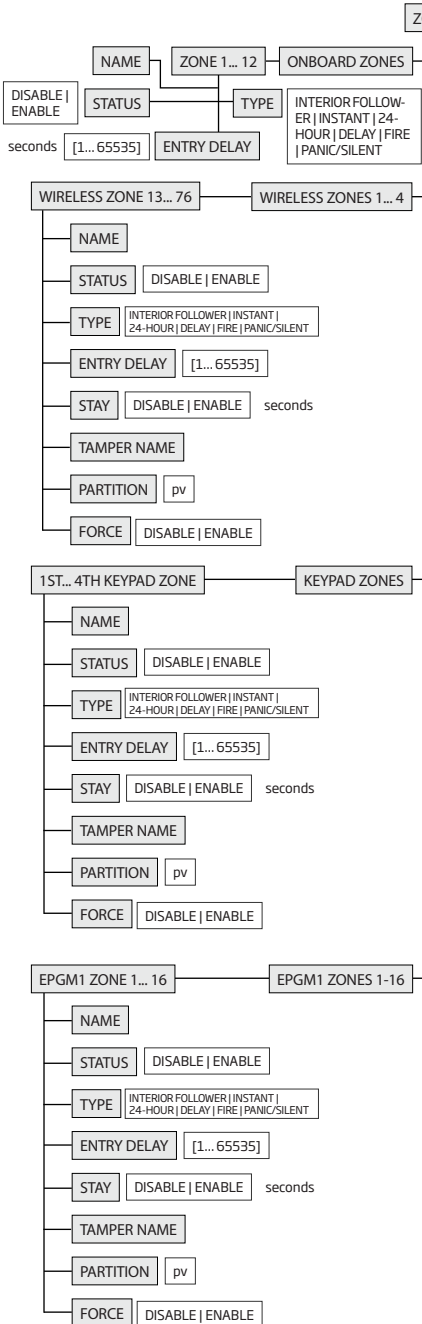 Z
NAME ZONE 1... 12 ONBOARD ZONES
DISABLE |
ENABLE
STATUS
TYPE
INTERIOR FOLLOW-
ER | INSTANT | 24-
HOUR | DELAY | FIRE
| PANIC/SILENT
seconds [1... 65535] ENTRY DELAY
WIRELESS ZONE 13... 76 WIRELESS ZONES 1... 4
NAME
STATUS DISABLE | ENABLE
TYPE
INTERIOR FOLLOWER | INSTANT |
24-HOUR | DELAY | FIRE | PANIC/SILENT
ENTRY DELAY [1... 65535]
STAY DISABLE | ENABLE seconds
TAMPER NAME
PARTITION pv
FORCE DISABLE | ENABLE
1ST... 4TH KEYPAD ZONE KEYPAD ZONES
NAME
STATUS DISABLE | ENABLE
TYPE
INTERIOR FOLLOWER | INSTANT |
24-HOUR | DELAY | FIRE | PANIC/SILENT
ENTRY DELAY [1... 65535]
STAY DISABLE | ENABLE seconds
TAMPER NAME
PARTITION pv
FORCE DISABLE | ENABLE
EPGM1 ZONE 1... 16 EPGM1 ZONES 1-16
NAME
STATUS DISABLE | ENABLE
TYPE
INTERIOR FOLLOWER | INSTANT |
24-HOUR | DELAY | FIRE | PANIC/SILENT
ENTRY DELAY [1... 65535]
STAY DISABLE | ENABLE seconds
TAMPER NAME
PARTITION pv
FORCE DISABLE | ENABLE